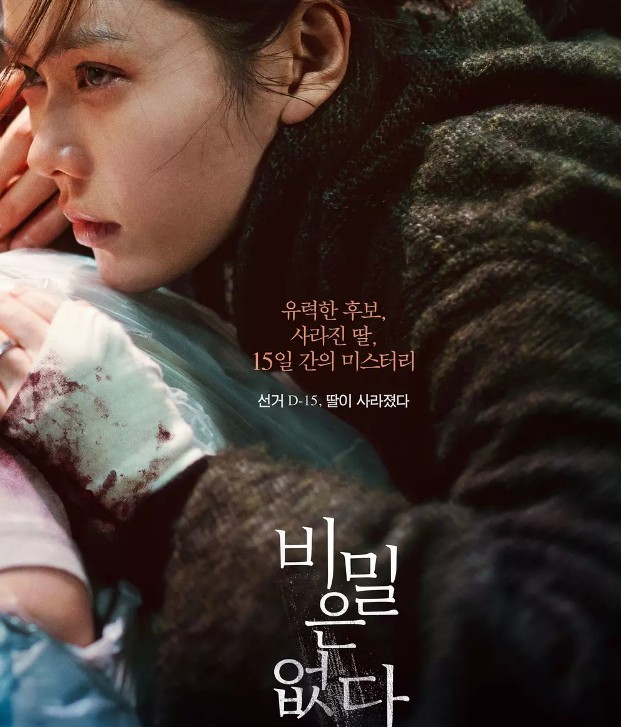 유력한 후보,
사라진 딸,
15일 간의 미스터리
선거 D-15, 딸이 사라졌다
비밀
은
없다